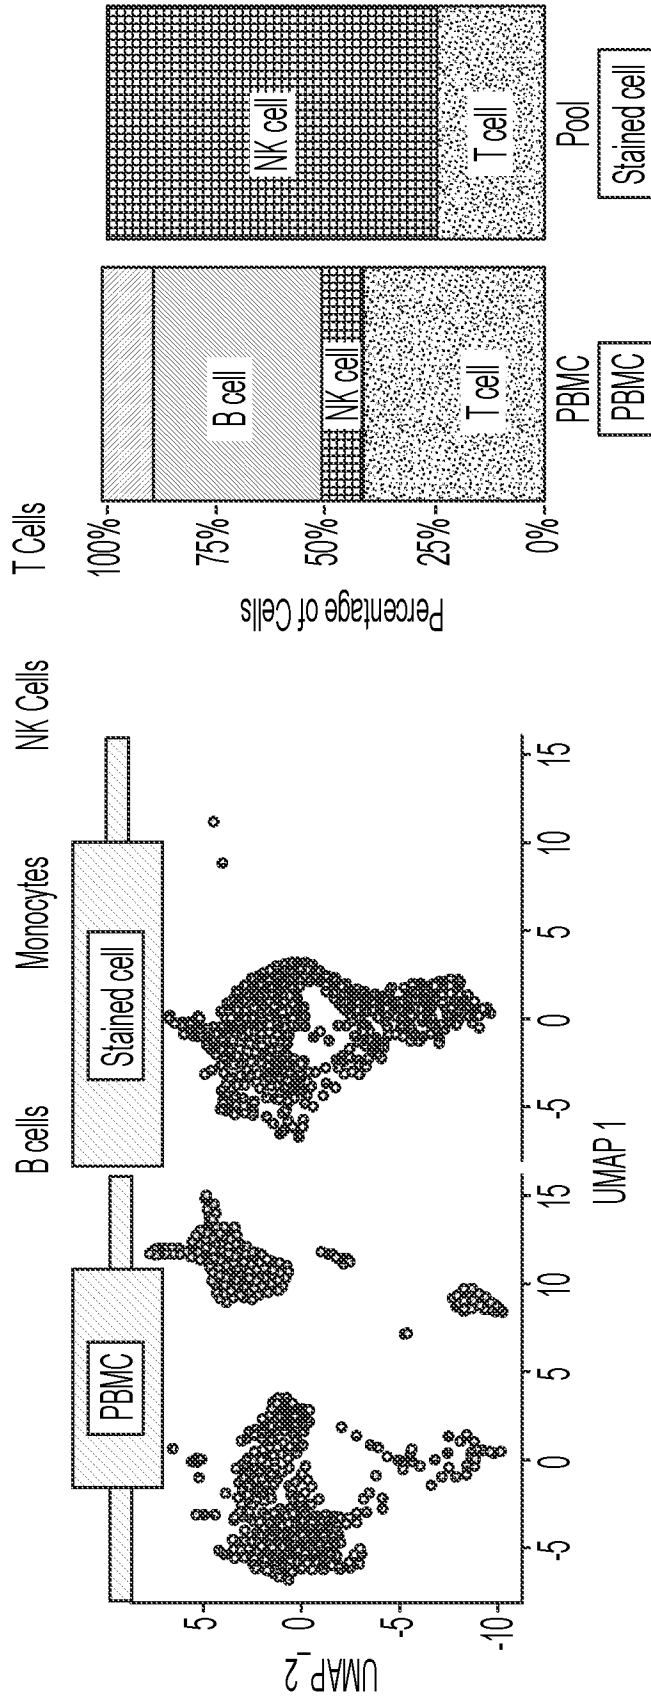 B cells Monocytes NK Cells T Cells
PBMC
Stained cell
UMAP_2
5
0
-5
-10
-5 0 5 10 15
-5 0 5 10 15
UMAP 1
Percentage of Cells
100%
75%
50%
25%
0%
B cell
NK cell
T cell
NK cell
T cell
PBMC Pool
PBMC Stained cell